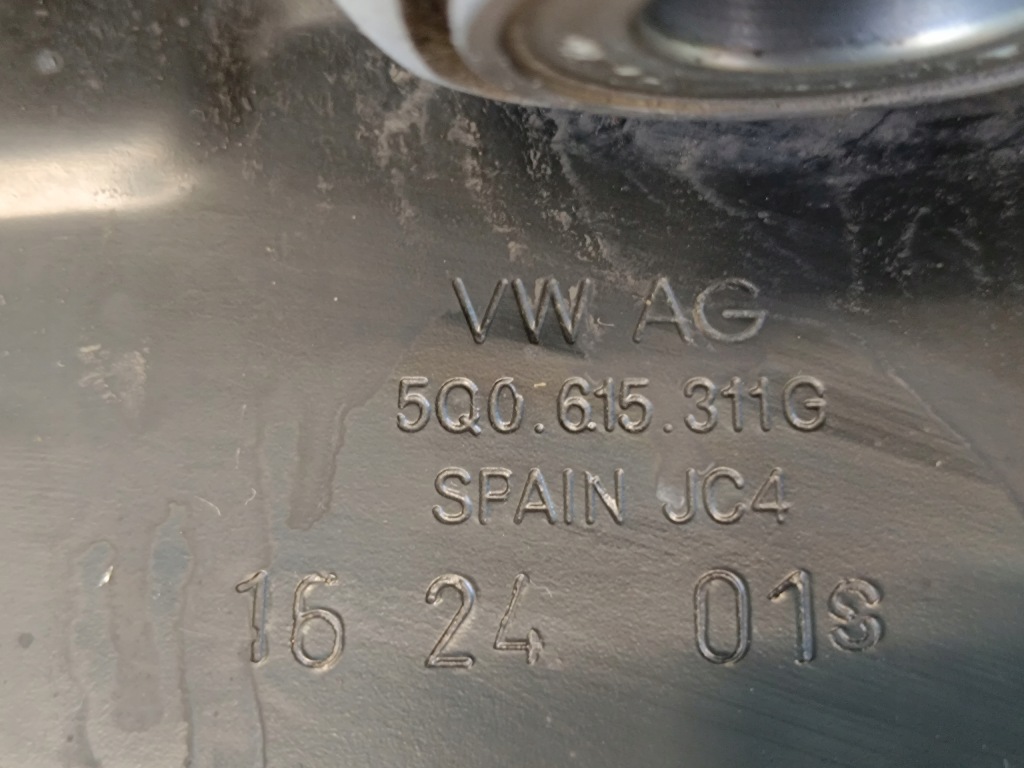 VW AG
5Q0.615.311G
SPAIN JC4
16 24 01s